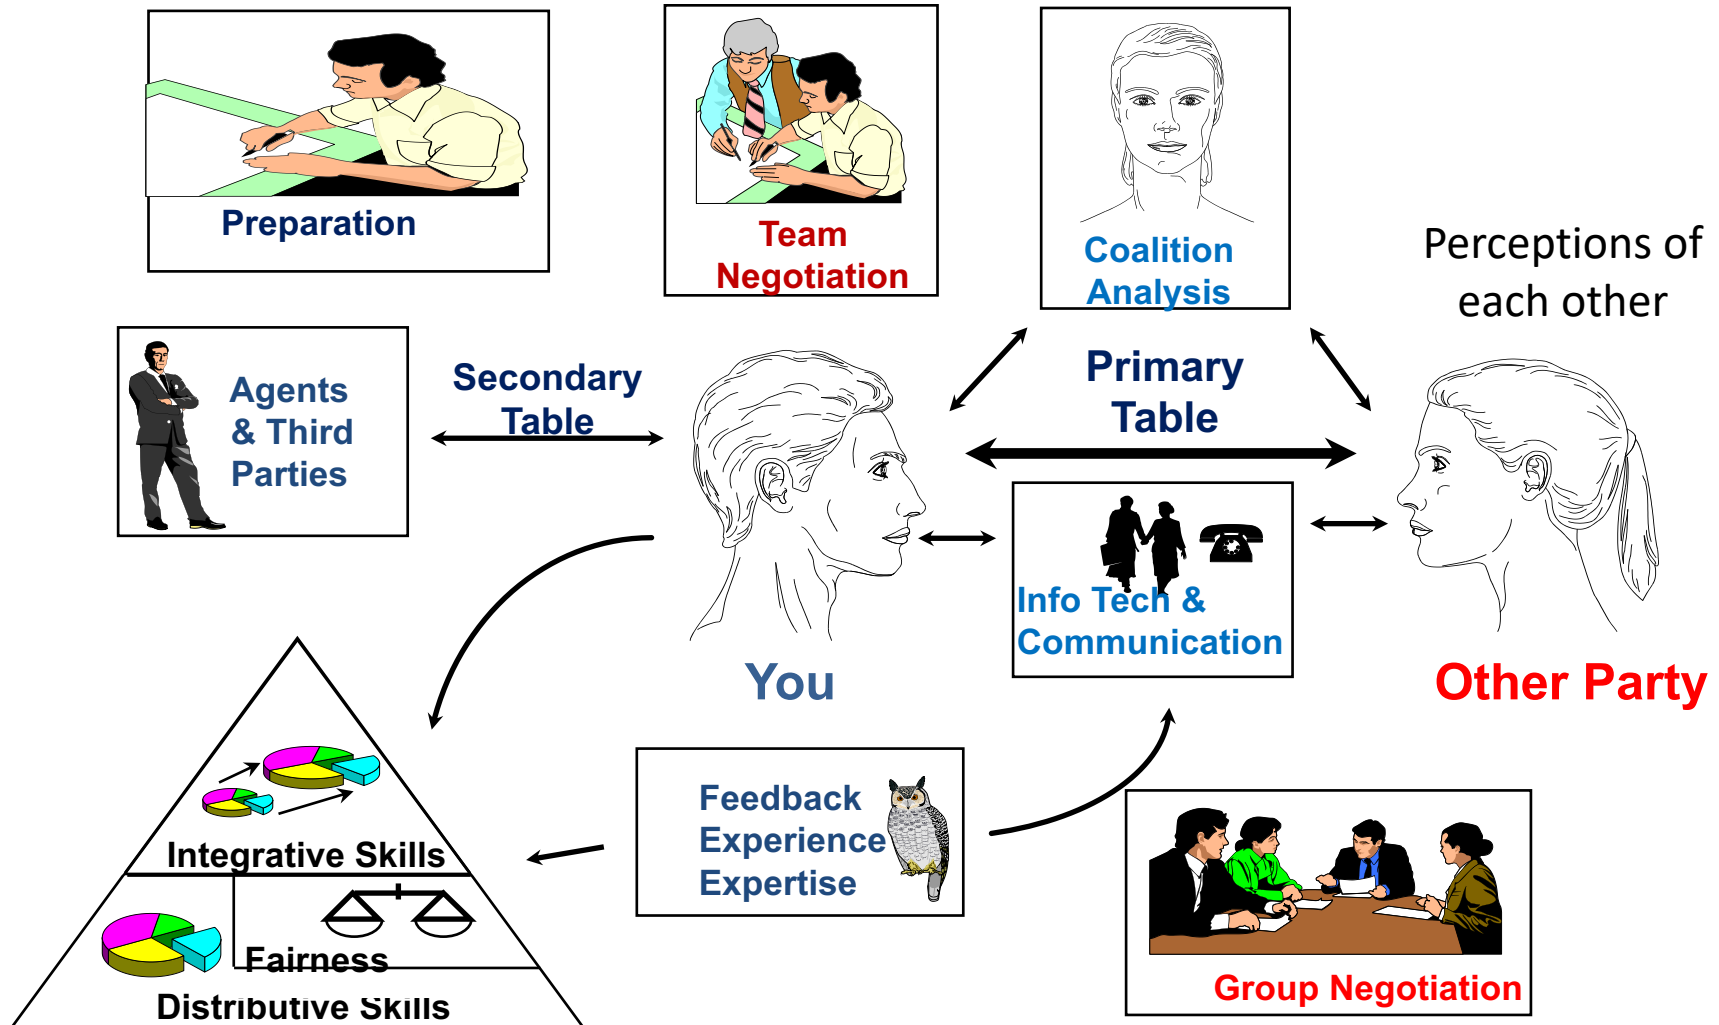 Preparation
Team
Negotiation
Coalition
Analysis
Perceptions of
each other
Agents
& Third
Parties
Secondary
Table
Primary
Table
Info Tech &
Communication
You
Other Party
Feedback
Experience
Expertise
Integrative Skills
Fairness
Distributive Skills
Group Negotiation